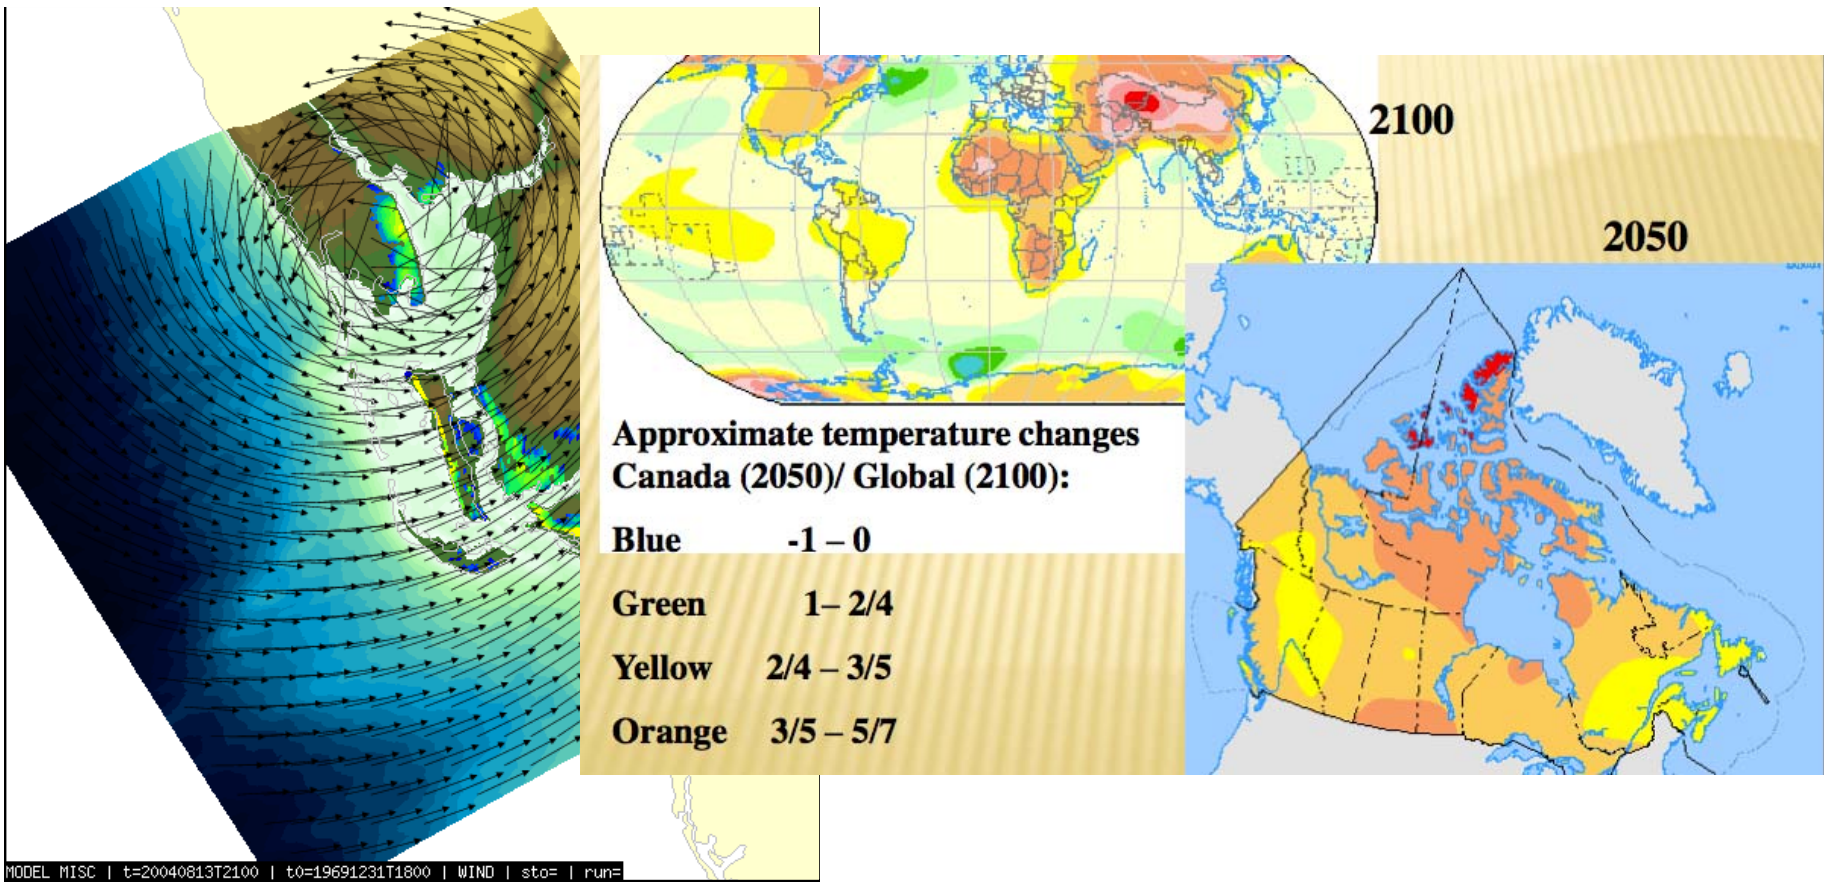 2100
2050
Approximate temperature changes
Canada (2050)/ Global (2100):
Blue -1 – 0
Green 1– 2/4
Yellow 2/4 – 3/5
Orange 3/5 – 5/7
MODEL MISC | t=20040813T2100 | t0=19691231T1800 | WIND | sto= | run=